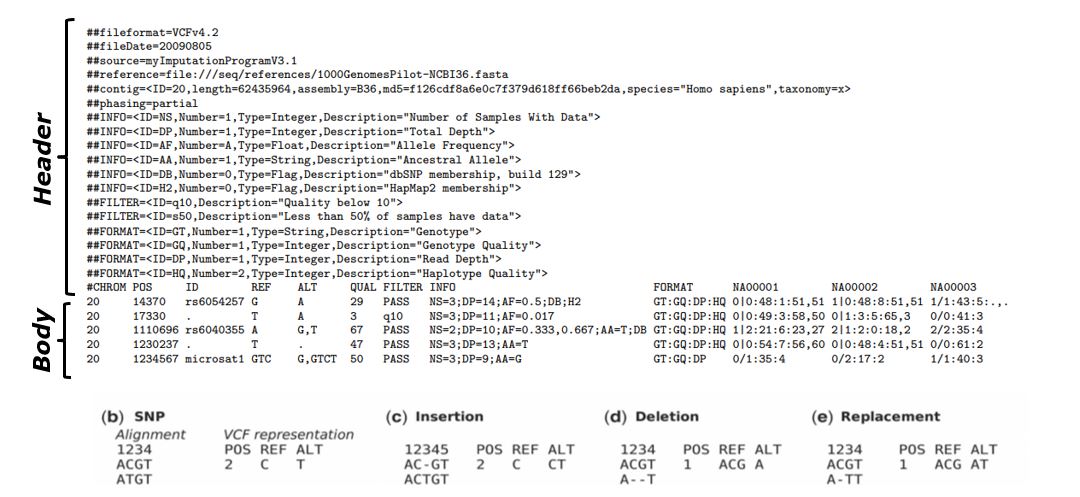 Header
##fileformat=VCFv4.2
##fileDate=20090805
##source=myImputationProgramV3.1
##reference=file:///seq/references/1000GenomesPilot-NCBI36.fasta
##contig=<ID=20,length=62435964,assembly=B36,md5=f126cdf8a6e0c7f379d618ff66beb2da,species="Homo sapiens",taxonomy=x>
##phasing=partial
##INFO=<ID=NS,Number=1,Type=Integer,Description="Number of Samples With Data">
##INFO=<ID=DP,Number=1,Type=Integer,Description="Total Depth">
##INFO=<ID=AF,Number=A,Type=Float,Description="Allele Frequency">
##INFO=<ID=AA,Number=1,Type=String,Description="Ancestral Allele">
##INFO=<ID=DB,Number=0,Type=Flag,Description="dbSNP membership, build 129">
##INFO=<ID=H2,Number=0,Type=Flag,Description="HapMap2 membership">
##FILTER=<ID=q10,Description="Quality below 10">
##FILTER=<ID=s50,Description="Less than 50% of samples have data">
##FORMAT=<ID=GT,Number=1,Type=String,Description="Genotype">
##FORMAT=<ID=GQ,Number=1,Type=Integer,Description="Genotype Quality">
##FORMAT=<ID=DP,Number=1,Type=Integer,Description="Read Depth">
##FORMAT=<ID=HQ,Number=2,Type=Integer,Description="Haplotype Quality">
#CHROM POS ID REF ALT QUAL FILTER INFO FORMAT NA00001 NA00002 NA00003
Body
20 14370 rs6054257 G A 29 PASS NS=3;DP=14;AF=0.5;DB;H2 GT:GQ:DP:HQ 0|0:48:1:51,51 1|0:48:8:51,51 1/1:43:5:.,.
20 17330 . T A 3 q10 NS=3;DP=11;AF=0.017 GT:GQ:DP:HQ 0|0:49:3:58,50 0|1:3:5:65,3 0/0:41:3
20 1110696 rs6040355 A G,T 67 PASS NS=2;DP=10;AF=0.333,0.667;AA=T;DB GT:GQ:DP:HQ 1|2:21:6:23,27 2|1:2:0:18,2 2/2:35:4
20 1230237 . T . 47 PASS NS=3;DP=13;AA=T GT:GQ:DP:HQ 0|0:54:7:56,60 0|0:48:4:51,51 0/0:61:2
20 1234567 microsat1 GTC G,GTCT 50 PASS NS=3;DP=9;AA=G GT:GQ:DP 0/1:35:4 0/2:17:2 1/1:40:3
(b) SNP (c) Insertion (d) Deletion (e) Replacement
Alignment VCF representation
1234 POS REF ALT 12345 POS REF ALT 1234 POS REF ALT 1234 POS REF ALT
ACGT 2 C T AC-GT 2 C CT ACGT 1 ACG A ACGT 1 ACG AT
ATGT ACTGT A--T A-TT